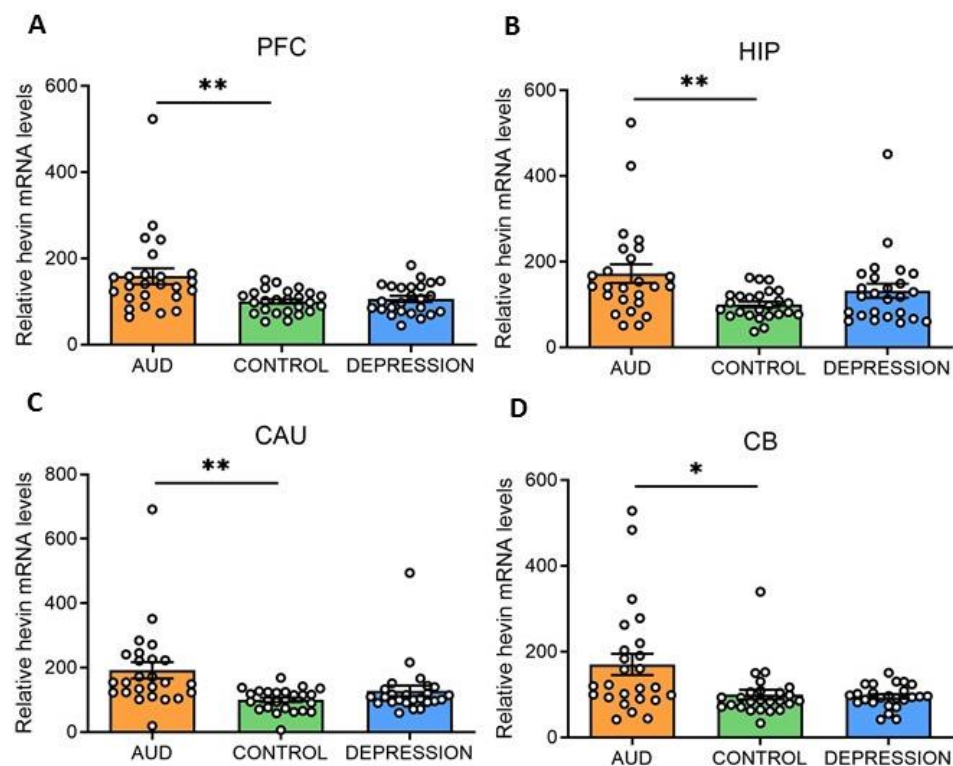 A
PFC
Relative hevin mRNA levels
600
400
200
0
**
AUD CONTROL DEPRESSION
B
HIP
Relative hevin mRNA levels
600
400
200
0
**
AUD CONTROL DEPRESSION
C
CAU
Relative hevin mRNA levels
800
600
400
200
0
**
AUD CONTROL DEPRESSION
D
CB
Relative hevin mRNA levels
600
400
200
0
*
AUD CONTROL DEPRESSION